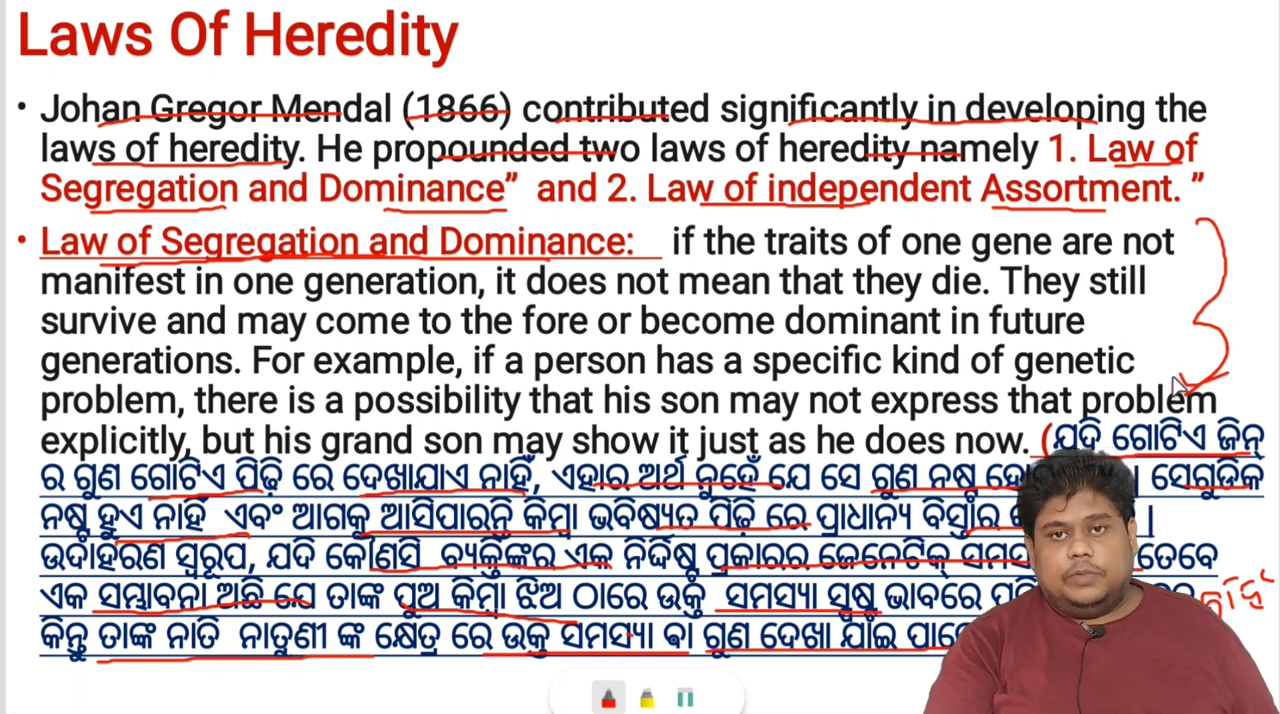 Laws Of Heredity
• Johan Gregor Mendal (1866) contributed significantly in developing the
laws of heredity. He propounded two laws of heredity namely 1. Law of
Segregation and Dominance” and 2. Law of independent Assortment. ”
• Law of Segregation and Dominance: if the traits of one gene are not
manifest in one generation, it does not mean that they die. They still
survive and may come to the fore or become dominant in future
generations. For example, if a person has a specific kind of genetic
problem, there is a possibility that his son may not express that problem
explicitly, but his grand son may show it just as he does now. (ଯଦି ଗୋଟିଏ ଜିନ୍
ର ଗୁଣ ଗୋଟିଏ ପିଢ଼ି ରେ ଦେଖାଯାଏ ନାହିଁ, ଏହାର ଅର୍ଥ ନୁହେଁ ଯେ ସେ ଗୁଣ ନଷ୍ଟ । ସେଗୁଡିକ
ନଷ୍ଟ ହୁଏ ନାହିଁ ଏବଂ ଆଗକୁ ଆସିପାରନ୍ତି କିମ୍ବା ଭବିଷ୍ୟତ ପିଢ଼ି ରେ ପ୍ରାଧାନ୍ୟ ବିସ୍ତାର |
ଉଦାହରଣ ସ୍ୱରୂପ, ଯଦି କୌଣସି ବ୍ୟକ୍ତିଙ୍କର ଏକ ନିର୍ଦ୍ଦିଷ୍ଟ ପ୍ରକାରର ଜେନେଟିକ୍ ତେବେ
ଏକ ସମ୍ଭାବନା ଅଛି ଯେ ତାଙ୍କ ପୁଅ କିମ୍ବା ଝିଅ ଠାରେ ଉକ୍ତ ସମସ୍ୟା ସ୍ପଷ୍ଟ ଭାବରେ
କିନ୍ତୁ ତାଙ୍କ ନାତି ନାତୁଣୀ ଙ୍କ କ୍ଷେତ୍ର ରେ ଉକ୍ତ ସମସ୍ୟା ଵା ଗୁଣ ଦେଖା ଯାଇ